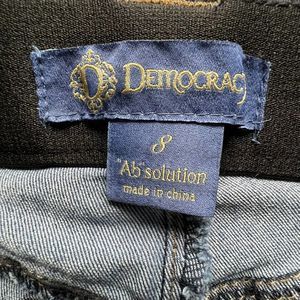 D DEMOCRACY
8
"Ab"solution
made in china